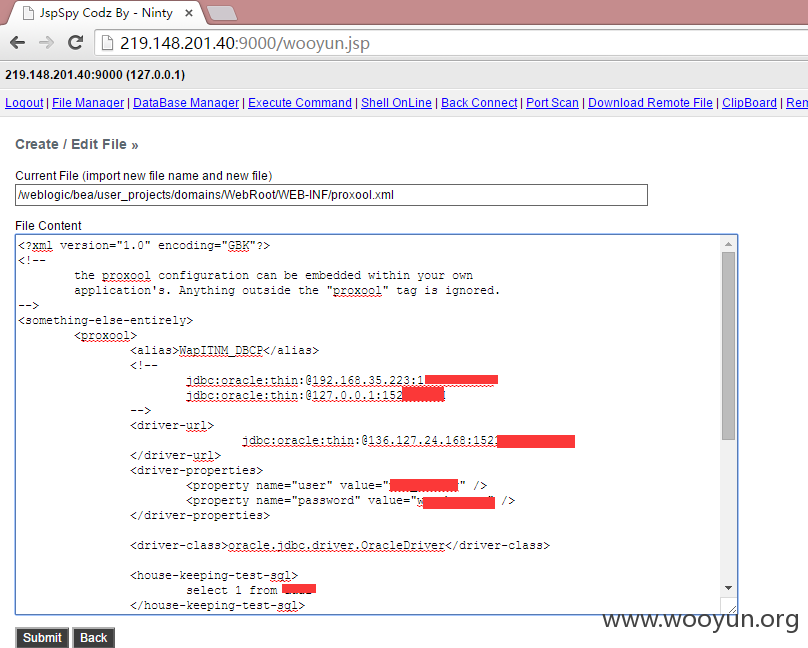 JspSpy Codz By - Ninty
219.148.201.40:9000/wooyun.jsp
219.148.201.40:9000 (127.0.0.1)
Logout | File Manager | DataBase Manager | Execute Command | Shell OnLine | Back Connect | Port Scan | Download Remote File | ClipBoard | Rem
Create / Edit File »
Current File (import new file name and new file)
/weblogic/bea/user_projects/domains/WebRoot/WEB-INF/proxool.xml
File Content
<?xml version="1.0" encoding="GBK"?>
<!--
the proxool configuration can be embedded within your own
application's. Anything outside the "proxool" tag is ignored.
-->
<something-else-entirely>
<proxool>
<alias>WapITNM_DBCP</alias>
<!--
jdbc:oracle:thin:@192.168.35.223:1
jdbc:oracle:thin:@127.0.0.1:152
-->
<driver-url>
jdbc:oracle:thin:@136.127.24.168:1521
</driver-url>
<driver-properties>
<property name="user" value=" " />
<property name="password" value=" " />
</driver-properties>
<driver-class>oracle.jdbc.driver.OracleDriver</driver-class>
<house-keeping-test-sql>
select 1 from
</house-keeping-test-sql>
Submit Back
www.wooyun.org